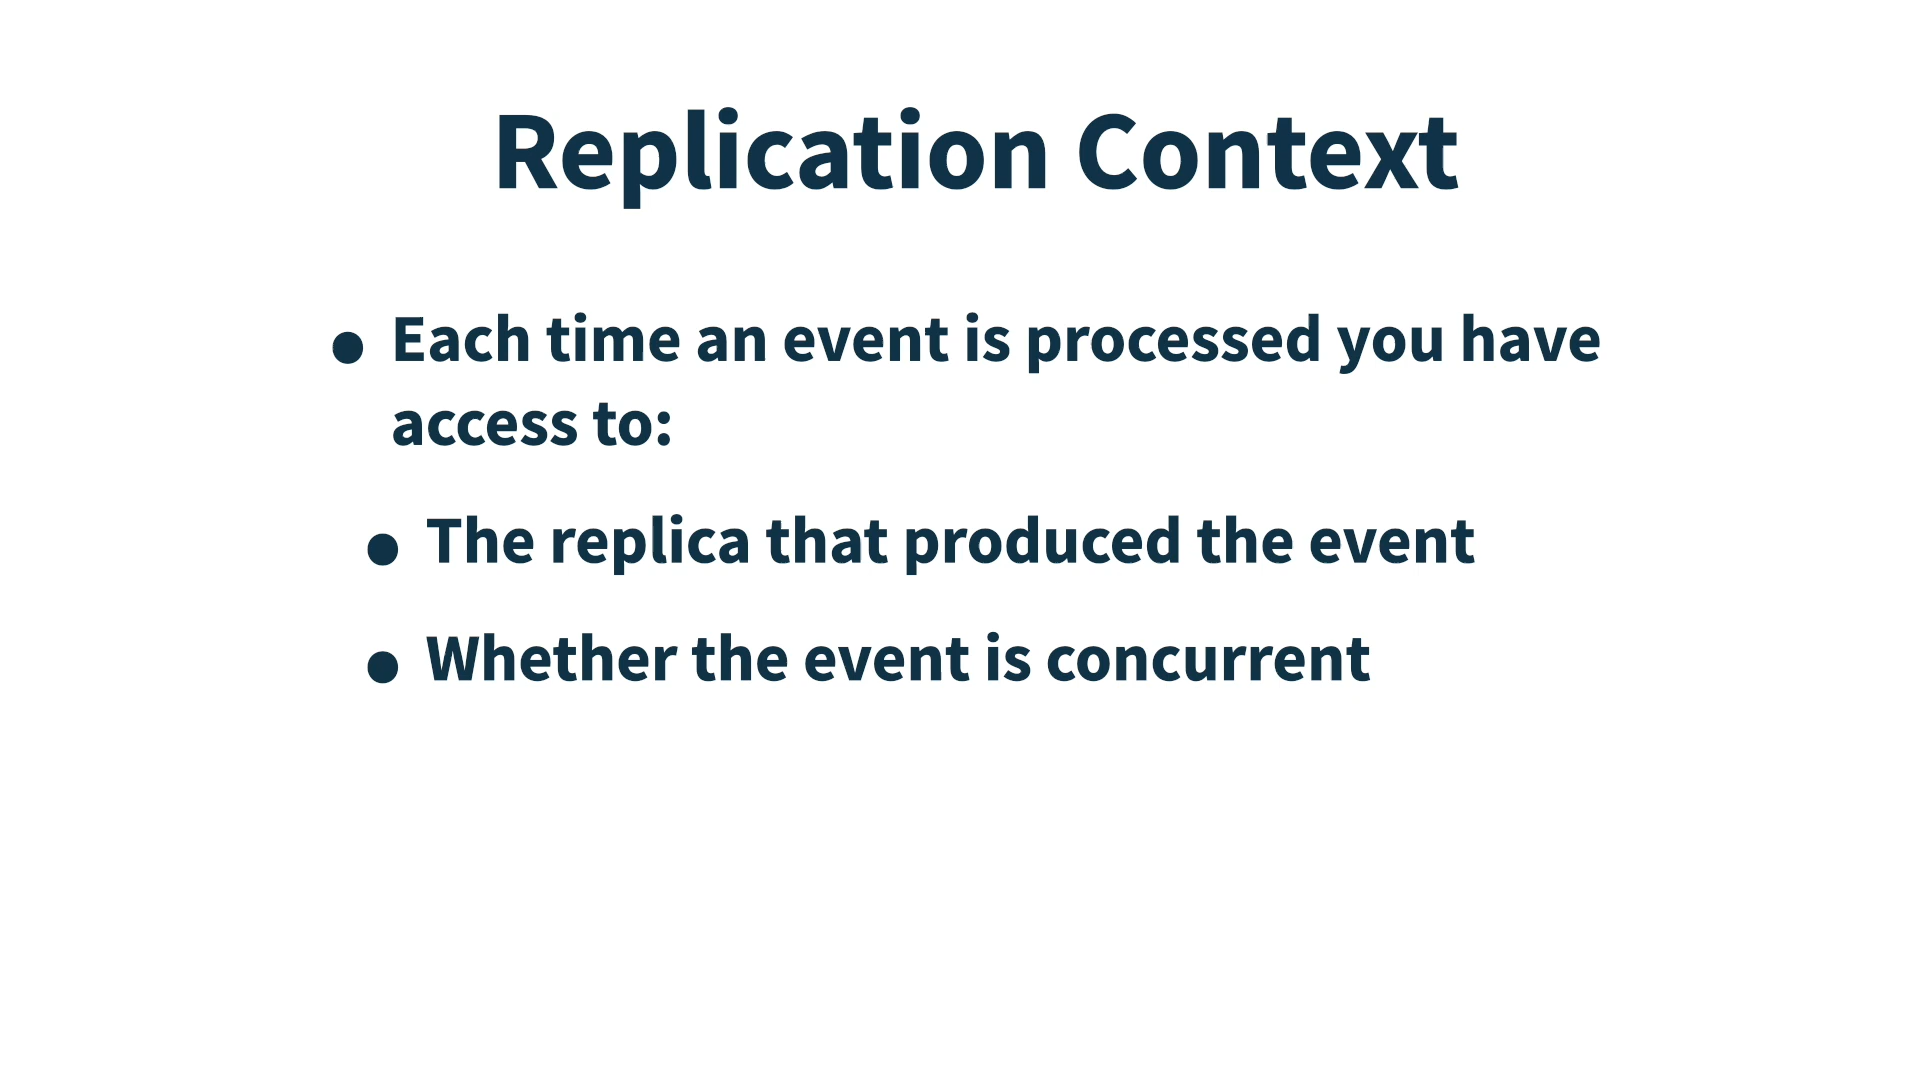 Replication Context
• Each time an event is processed you have
access to:
• The replica that produced the event
• Whether the event is concurrent